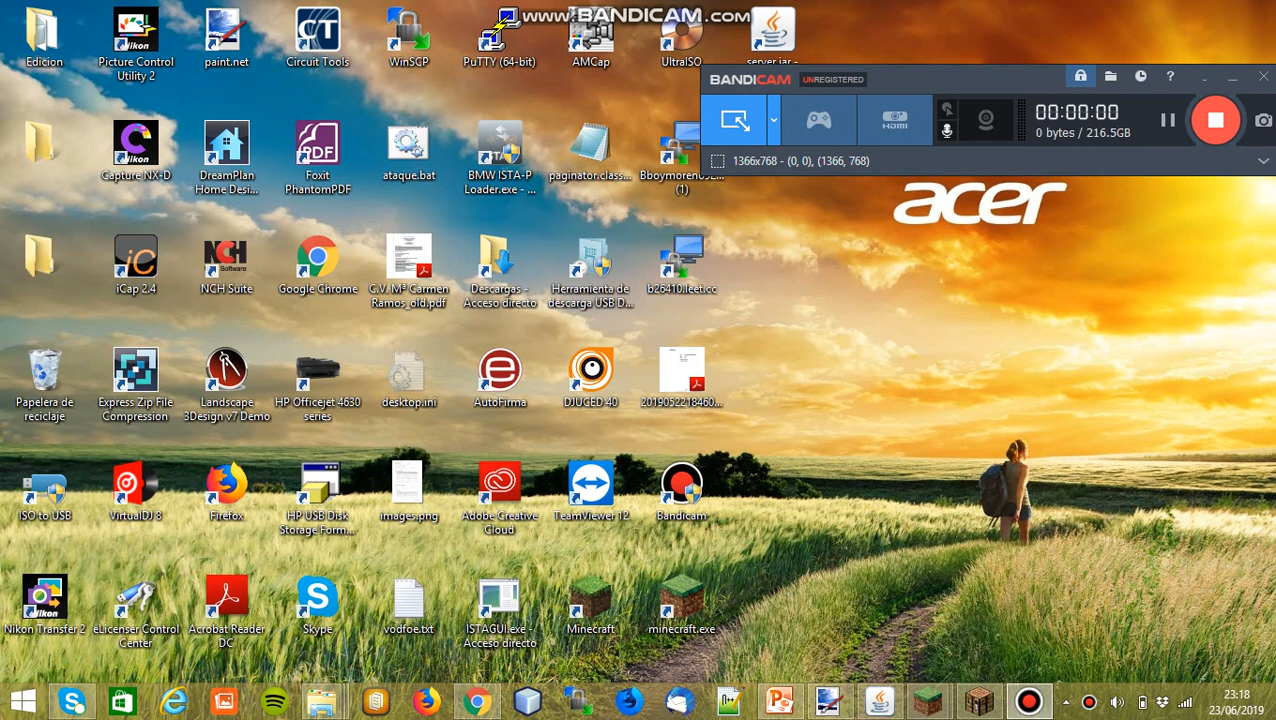 www.BANDICAM.com
Edicion
Picture Control
Utility 2
paint.net
Circuit Tools
WinSCP
PuTTY (64-bit)
AMCap
UltraISO
server.jar -
BANDICAM UNREGISTERED
00:00:00
0 bytes / 216.5GB
HDMI
1366x768 - (0, 0), (1366, 768)
acer
Capture NX-D
DreamPlan
Home Desi...
Foxit
PhantomPDF
ataque.bat
BMW ISTA-P
Loader.exe - ...
paginator.class...
(1)
iCap 2.4
NCH Suite
Google Chrome
C.V. Mª Carmen
Ramos_old.pdf
Descargas -
Acceso directo
Herramienta de
descarga USB D...
b26410.leet.cc
Papelera de
reciclaje
Express Zip File
Compression
Landscape
3Design v7 Demo
HP Officejet 4630
series
desktop.ini
AutoFirma
DJUCED 40
2019052218460...
ISO to USB
VirtualDJ 8
Firefox
HP USB Disk
Storage Form...
images.png
Adobe Creative
Cloud
TeamViewer 12
Bandicam
Nikon Transfer 2
eLicenser Control
Center
Acrobat Reader
DC
Skype
vodfoe.txt
ISTAGUI.exe -
Acceso directo
Minecraft
minecraft.exe
23:18
23/06/2019